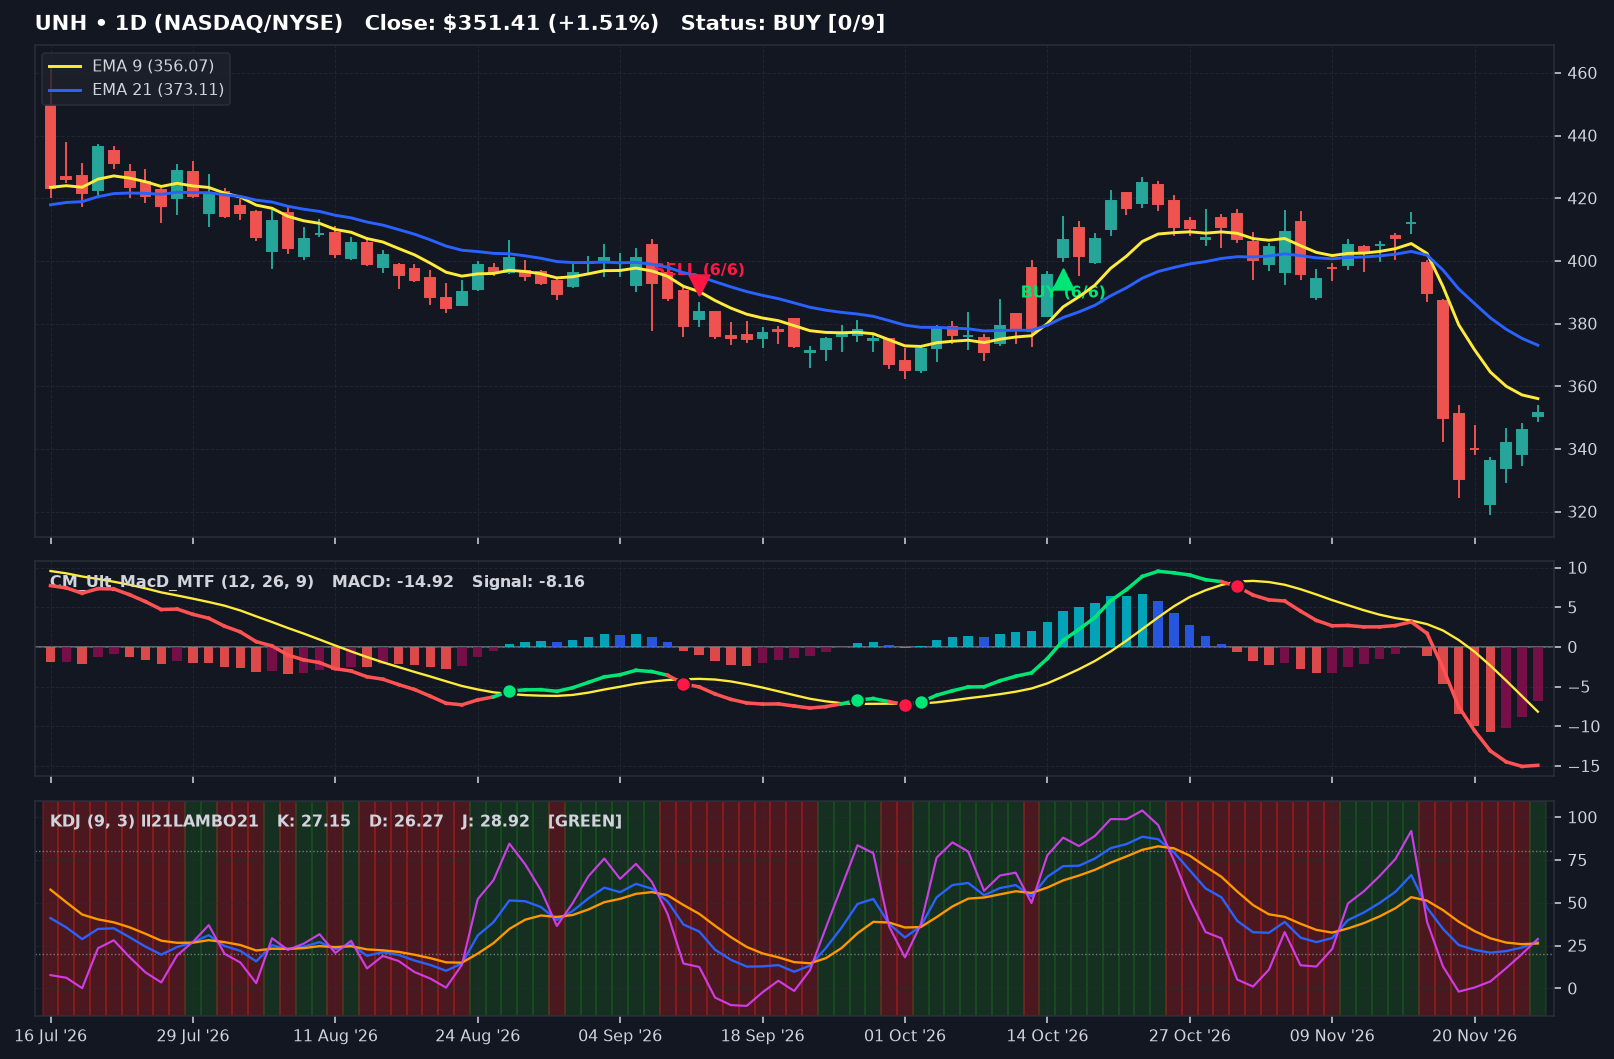 UNH • 1D (NASDAQ/NYSE)   Close: $351.41 (+1.51%)   Status: BUY [0/9]
EMA 9 (356.07)
EMA 21 (373.11)
460
440
420
400
380
360
340
320
SELL (6/6)
BUY (6/6)
CM_Ult_MacD_MTF (12, 26, 9)   MACD: -14.92   Signal: -8.16
10
5
0
−5
−10
−15
KDJ (9, 3) II21LAMBO21   K: 27.15   D: 26.27   J: 28.92   [GREEN]
100
75
50
25
0
16 Jul '26
29 Jul '26
11 Aug '26
24 Aug '26
04 Sep '26
18 Sep '26
01 Oct '26
14 Oct '26
27 Oct '26
09 Nov '26
20 Nov '26